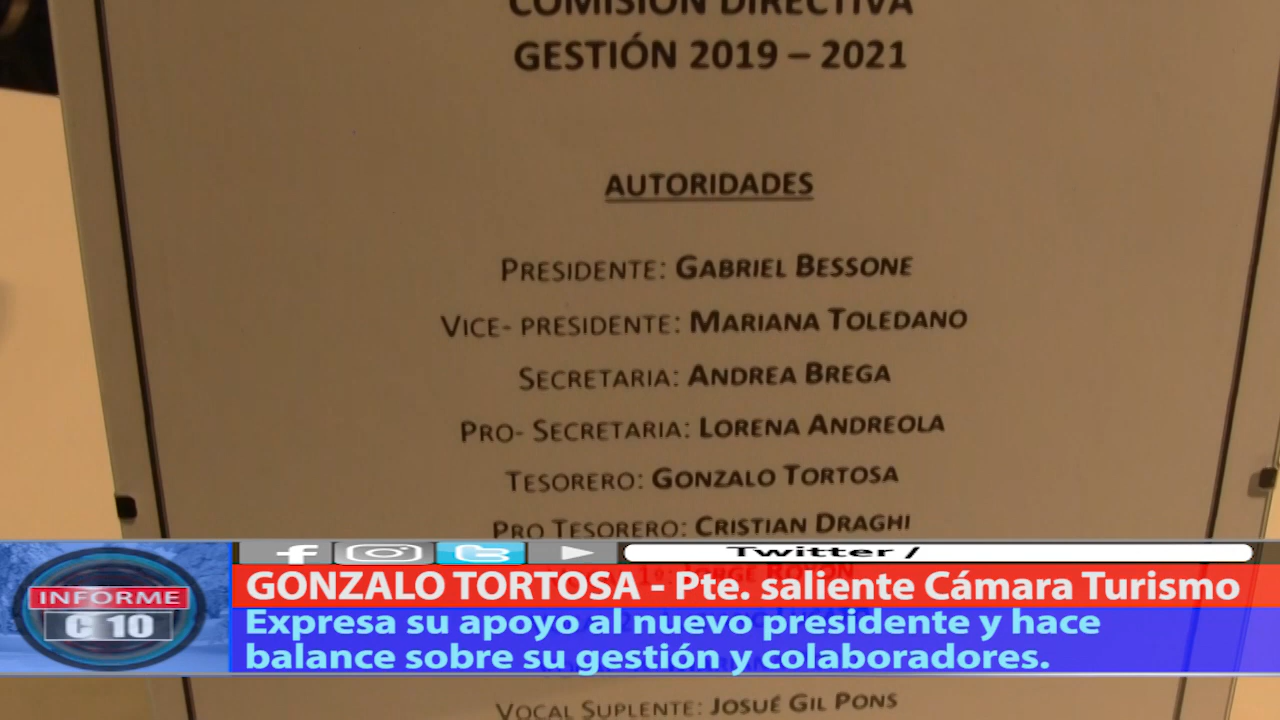 COMISIÓN DIRECTIVA
GESTIÓN 2019 – 2021
AUTORIDADES
PRESIDENTE: GABRIEL BESSONE
VICE- PRESIDENTE: MARIANA TOLEDANO
SECRETARIA: ANDREA BREGA
PRO- SECRETARIA: LORENA ANDREOLA
TESORERO: GONZALO TORTOSA
PRO TESORERO: CRISTIAN DRAGHI
Twitter /
INFORME
C 10
GONZALO TORTOSA - Pte. saliente Cámara Turismo
Expresa su apoyo al nuevo presidente y hace
balance sobre su gestión y colaboradores.
VOCAL SUPLENTE: JOSUÉ GIL PONS